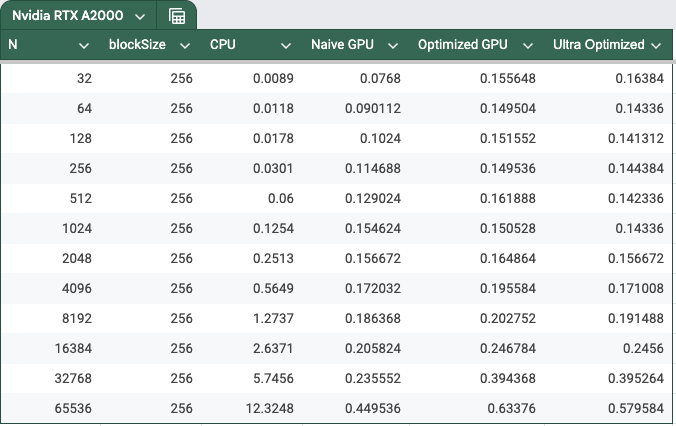 Nvidia RTX A2000
N blockSize CPU Naive GPU Optimized GPU Ultra Optimized
32 256 0.0089 0.0768 0.155648 0.16384
64 256 0.0118 0.090112 0.149504 0.14336
128 256 0.0178 0.1024 0.151552 0.141312
256 256 0.0301 0.114688 0.149536 0.144384
512 256 0.06 0.129024 0.161888 0.142336
1024 256 0.1254 0.154624 0.150528 0.14336
2048 256 0.2513 0.156672 0.164864 0.156672
4096 256 0.5649 0.172032 0.195584 0.171008
8192 256 1.2737 0.186368 0.202752 0.191488
16384 256 2.6371 0.205824 0.246784 0.2456
32768 256 5.7456 0.235552 0.394368 0.395264
65536 256 12.3248 0.449536 0.63376 0.579584